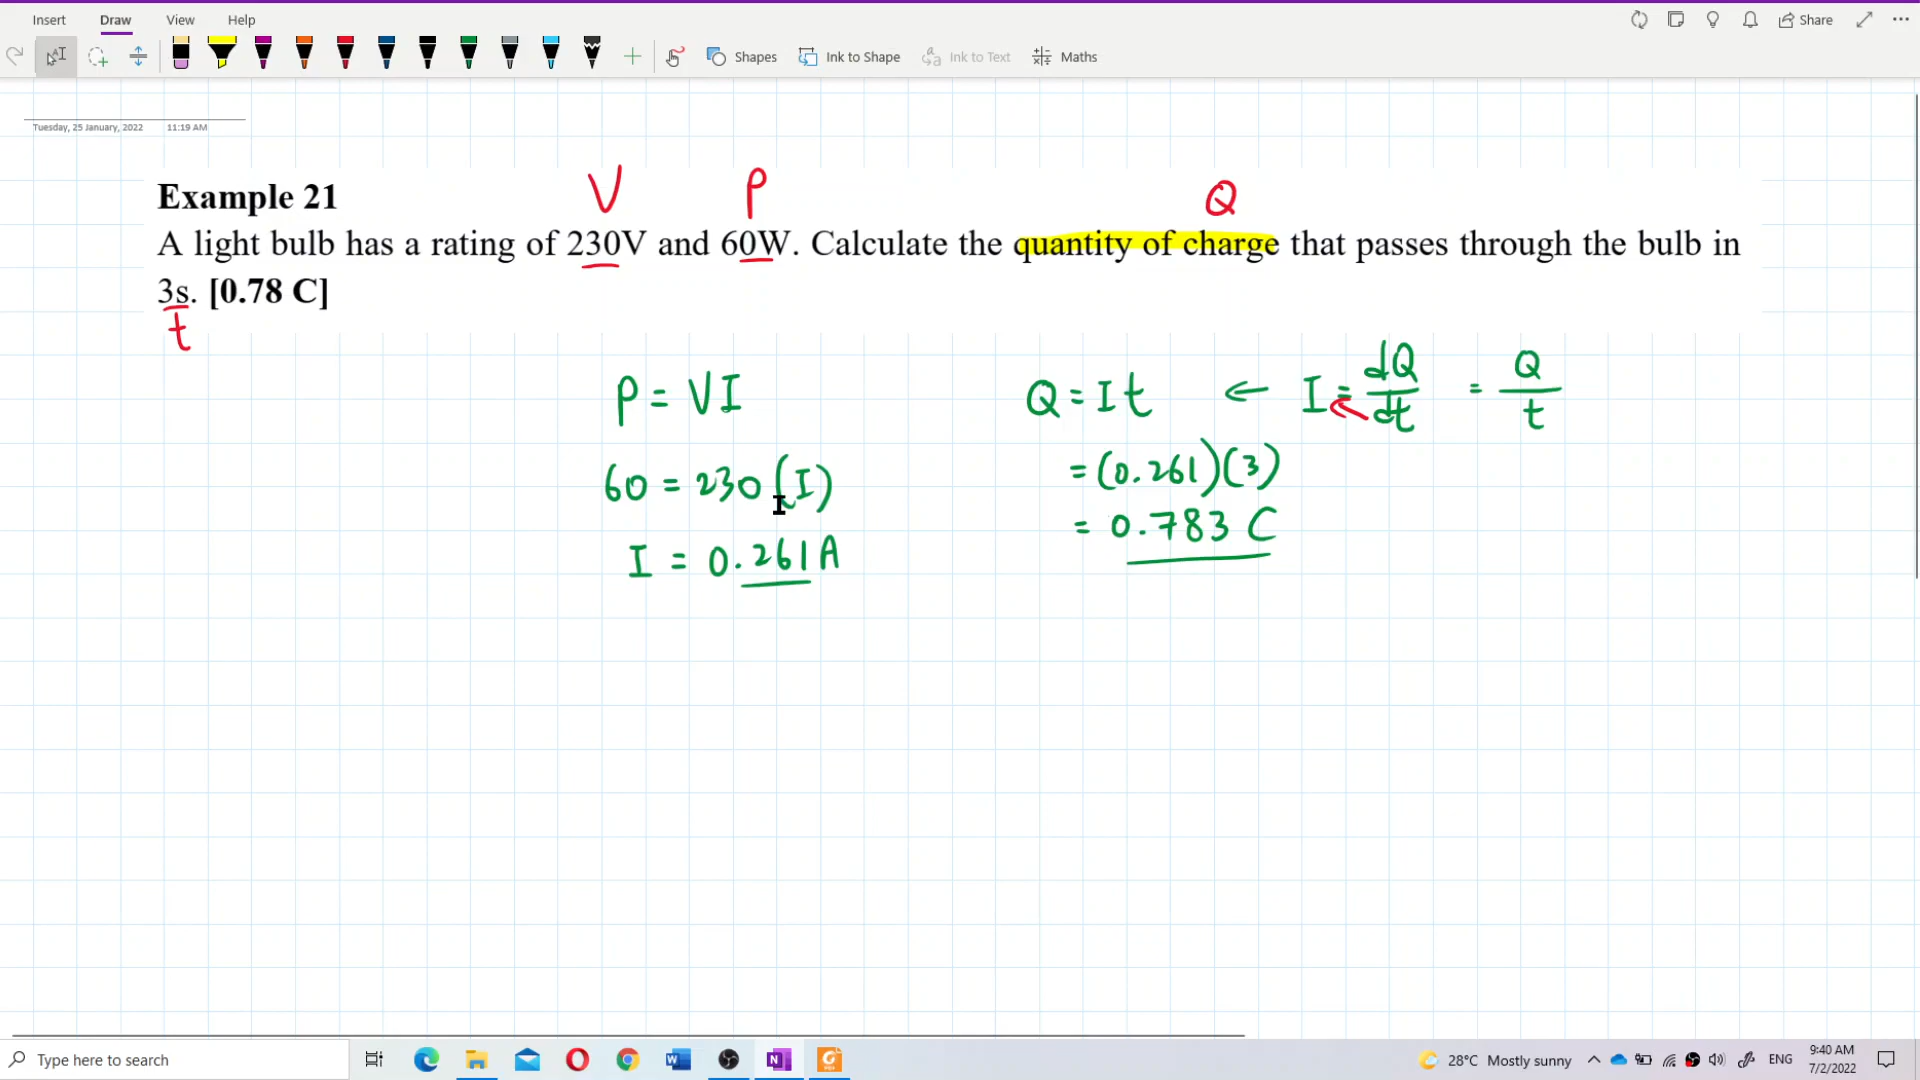 Insert Draw View Help
Share
Shapes Ink to Shape Ink to Text Maths
Tuesday, 25 January, 2022 11:19 AM
V P Q
Example 21
A light bulb has a rating of 230V and 60W. Calculate the quantity of charge that passes through the bulb in
3s. [0.78 C]
t
P = VI
60 = 230 (I)
I = 0.261A
Q = It ← I = dQ/dt = Q/t
= (0.261)(3)
= 0.783 C
Type here to search
28°C Mostly sunny
ENG
9:40 AM
7/2/2022